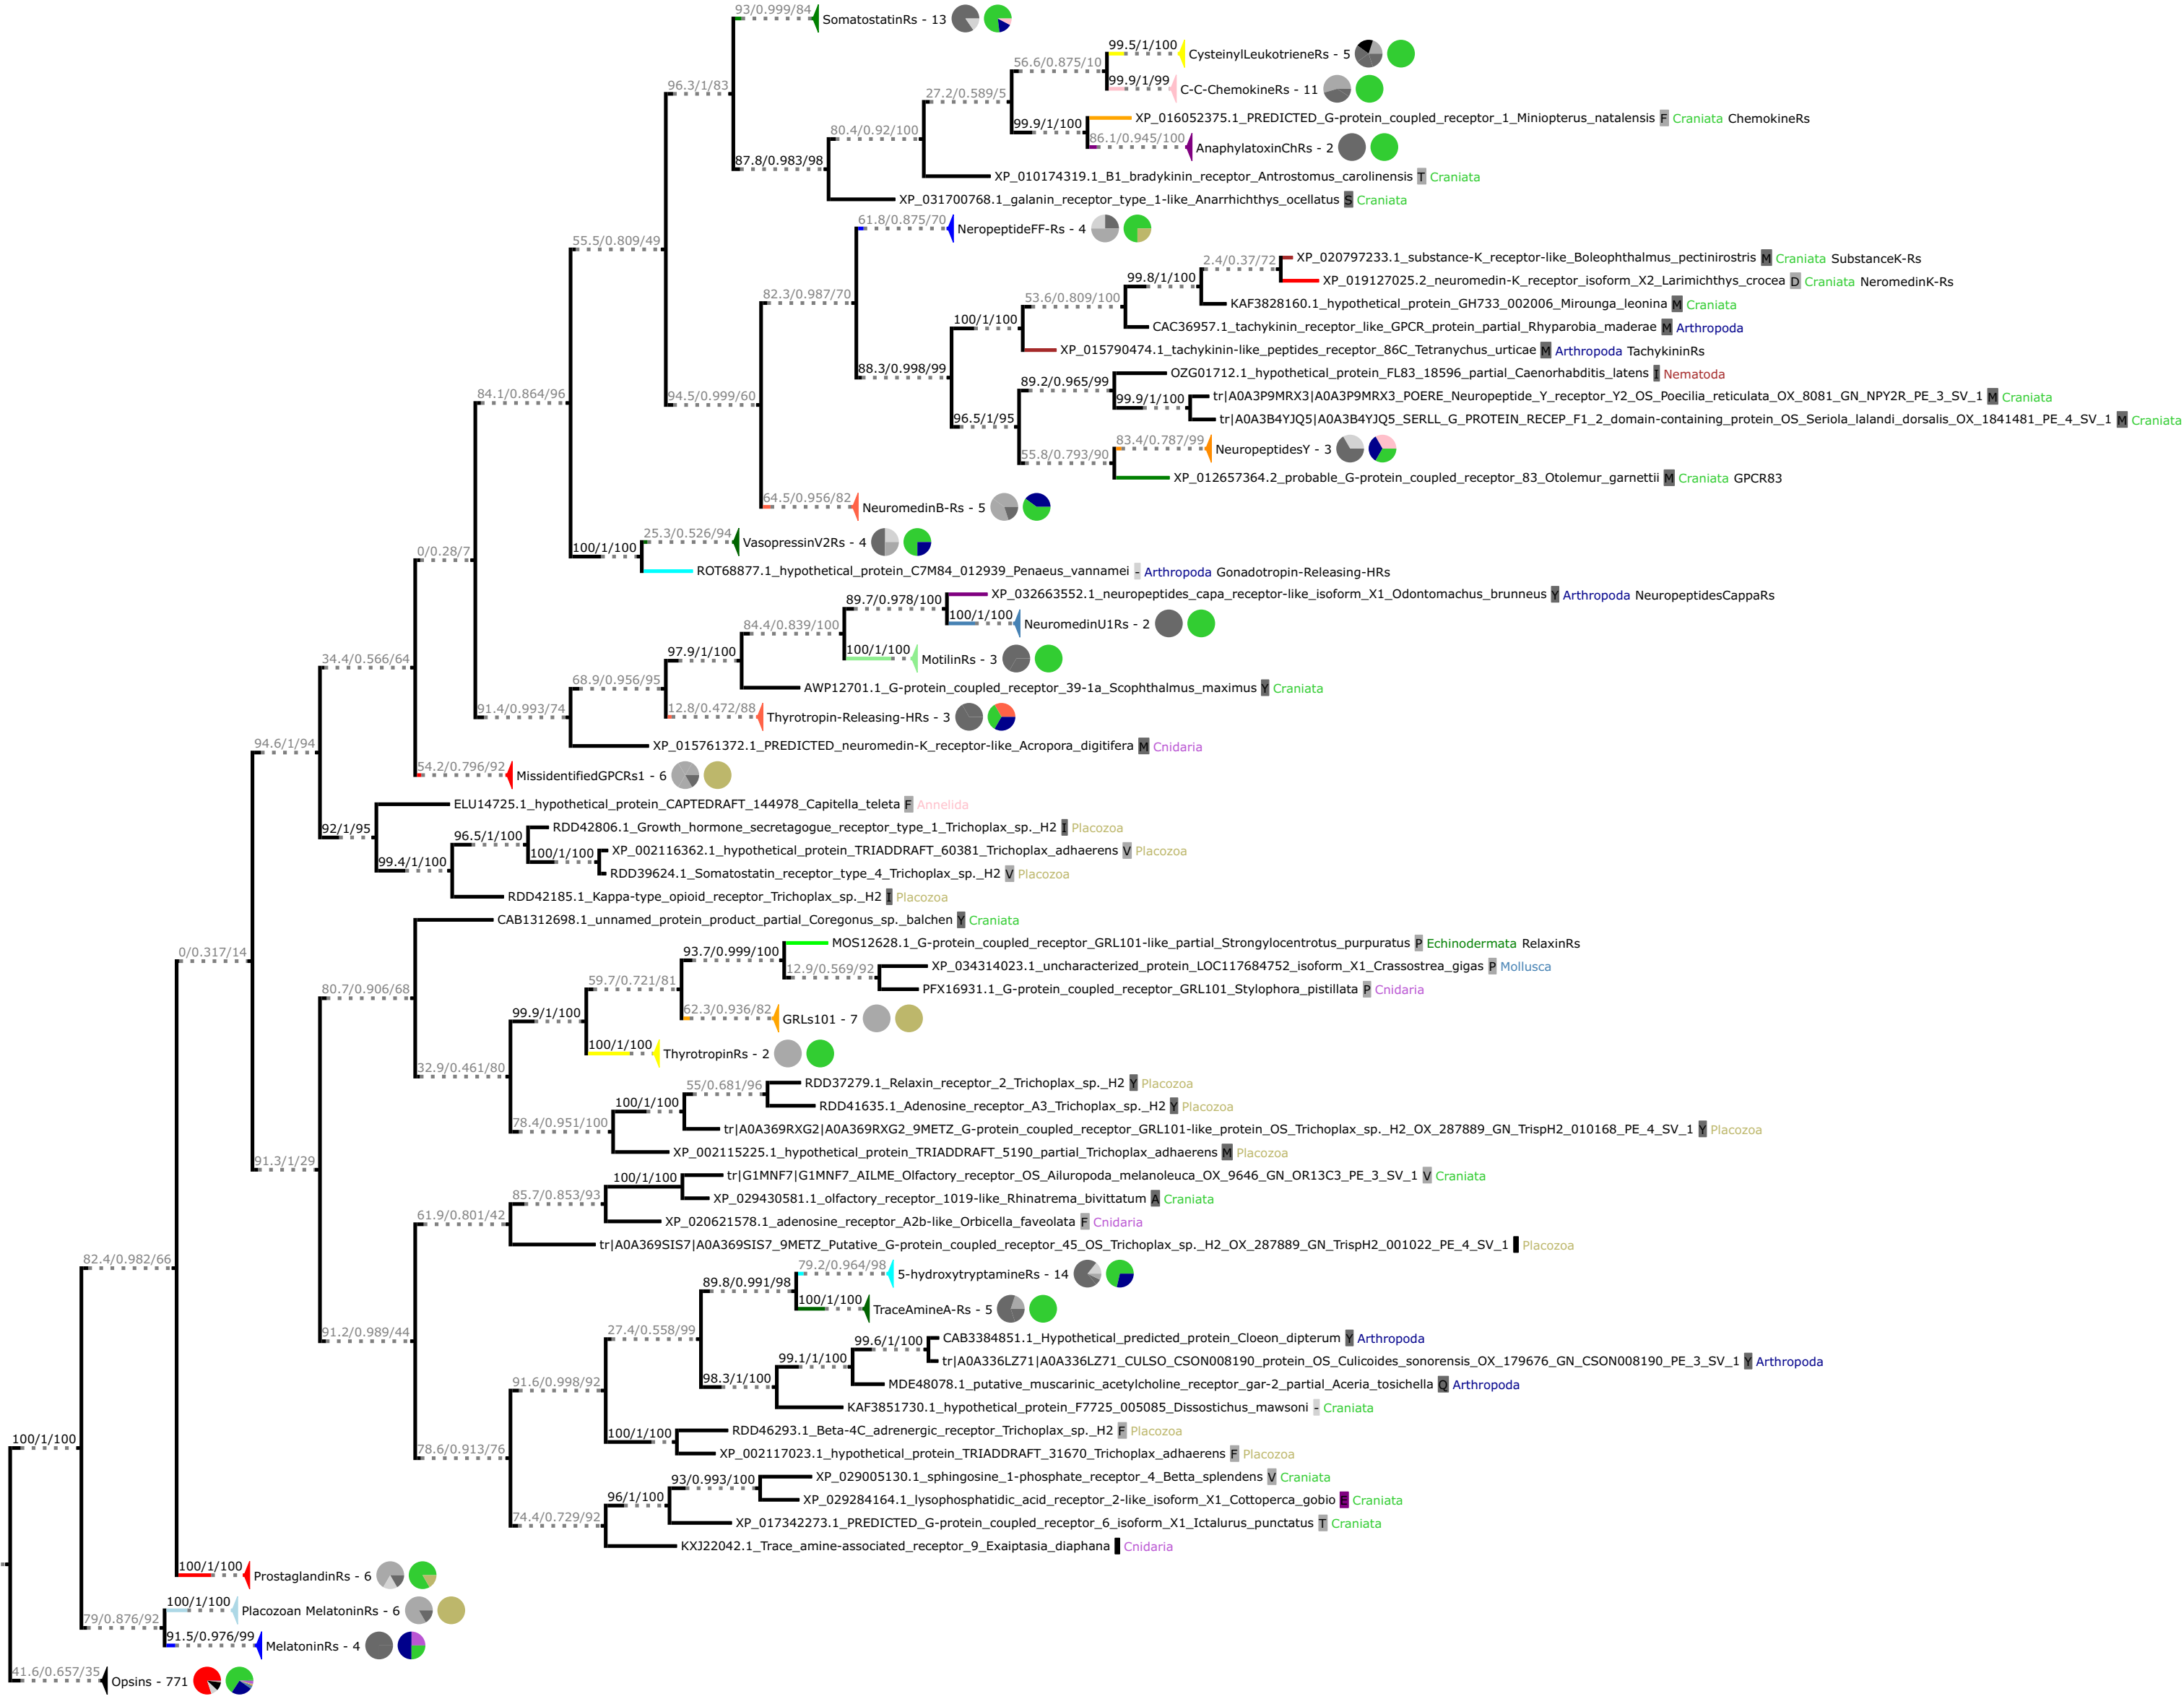 93/0.999/84
SomatostatinRs - 13
99.5/1/100
CysteinylLeukotrieneRs - 5
56.6/0.875/10
99.9/1/99
C-C-ChemokineRs - 11
96.3/1/83
27.2/0.589/5
XP_016052375.1_PREDICTED_G-protein_coupled_receptor_1_Miniopterus_natalensis F Craniata ChemokineRs
99.9/1/100
80.4/0.92/100
86.1/0.945/100
AnaphylatoxinChRs - 2
87.8/0.983/98
XP_010174319.1_B1_bradykinin_receptor_Antrostomus_carolinensis T Craniata
XP_031700768.1_galanin_receptor_type_1-like_Anarrhichthys_ocellatus S Craniata
61.8/0.875/70
NeropeptideFF-Rs - 4
55.5/0.809/49
XP_020797233.1_substance-K_receptor-like_Boleophthalmus_pectinirostris M Craniata SubstanceK-Rs
2.4/0.37/72
99.8/1/100
XP_019127025.2_neuromedin-K_receptor_isoform_X2_Larimichthys_crocea D Craniata NeromedinK-Rs
82.3/0.987/70
53.6/0.809/100
KAF3828160.1_hypothetical_protein_GH733_002006_Mirounga_leonina M Craniata
100/1/100
CAC36957.1_tachykinin_receptor_like_GPCR_protein_partial_Rhyparobia_maderae M Arthropoda
XP_015790474.1_tachykinin-like_peptides_receptor_86C_Tetranychus_urticae M Arthropoda TachykininRs
88.3/0.998/99
OZG01712.1_hypothetical_protein_FL83_18596_partial_Caenorhabditis_latens I Nematoda
89.2/0.965/99
84.1/0.864/96
94.5/0.999/60
tr|A0A3P9MRX3|A0A3P9MRX3_POERE_Neuropeptide_Y_receptor_Y2_OS_Poecilia_reticulata_OX_8081_GN_NPY2R_PE_3_SV_1 M Craniata
99.9/1/100
96.5/1/95
tr|A0A3B4YJQ5|A0A3B4YJQ5_SERLL_G_PROTEIN_RECEP_F1_2_domain-containing_protein_OS_Seriola_lalandi_dorsalis_OX_1841481_PE_4_SV_1 M Craniata
83.4/0.787/99
NeuropeptidesY - 3
55.8/0.793/90
XP_012657364.2_probable_G-protein_coupled_receptor_83_Otolemur_garnettii M Craniata GPCR83
64.5/0.956/82
NeuromedinB-Rs - 5
25.3/0.526/94
VasopressinV2Rs - 4
100/1/100
0/0.28/7
ROT68877.1_hypothetical_protein_C7M84_012939_Penaeus_vannamei - Arthropoda Gonadotropin-Releasing-HRs
XP_032663552.1_neuropeptides_capa_receptor-like_isoform_X1_Odontomachus_brunneus Y Arthropoda NeuropeptidesCappaRs
89.7/0.978/100
100/1/100
NeuromedinU1Rs - 2
84.4/0.839/100
97.9/1/100
100/1/100
MotilinRs - 3
34.4/0.566/64
68.9/0.956/95
AWP12701.1_G-protein_coupled_receptor_39-1a_Scophthalmus_maximus Y Craniata
91.4/0.993/74
12.8/0.472/88
Thyrotropin-Releasing-HRs - 3
94.6/1/94
XP_015761372.1_PREDICTED_neuromedin-K_receptor-like_Acropora_digitifera M Cnidaria
54.2/0.796/92
MissidentifiedGPCRs1 - 6
ELU14725.1_hypothetical_protein_CAPTEDRAFT_144978_Capitella_teleta F Annelida
92/1/95
RDD42806.1_Growth_hormone_secretagogue_receptor_type_1_Trichoplax_sp._H2 I Placozoa
96.5/1/100
XP_002116362.1_hypothetical_protein_TRIADDRAFT_60381_Trichoplax_adhaerens V Placozoa
100/1/100
99.4/1/100
RDD39624.1_Somatostatin_receptor_type_4_Trichoplax_sp._H2 V Placozoa
RDD42185.1_Kappa-type_opioid_receptor_Trichoplax_sp._H2 I Placozoa
CAB1312698.1_unnamed_protein_product_partial_Coregonus_sp._balchen Y Craniata
0/0.317/14
MOS12628.1_G-protein_coupled_receptor_GRL101-like_partial_Strongylocentrotus_purpuratus P Echinodermata RelaxinRs
93.7/0.999/100
XP_034314023.1_uncharacterized_protein_LOC117684752_isoform_X1_Crassostrea_gigas P Mollusca
12.9/0.569/92
59.7/0.721/81
80.7/0.906/68
PFX16931.1_G-protein_coupled_receptor_GRL101_Stylophora_pistillata P Cnidaria
62.3/0.936/82
GRLs101 - 7
99.9/1/100
100/1/100
ThyrotropinRs - 2
32.9/0.461/80
RDD37279.1_Relaxin_receptor_2_Trichoplax_sp._H2 Y Placozoa
55/0.681/96
100/1/100
RDD41635.1_Adenosine_receptor_A3_Trichoplax_sp._H2 Y Placozoa
78.4/0.951/100
tr|A0A369RXG2|A0A369RXG2_9METZ_G-protein_coupled_receptor_GRL101-like_protein_OS_Trichoplax_sp._H2_OX_287889_GN_TrispH2_010168_PE_4_SV_1 Y Placozoa
XP_002115225.1_hypothetical_protein_TRIADDRAFT_5190_partial_Trichoplax_adhaerens M Placozoa
91.3/1/29
100/1/100
tr|G1MNF7|G1MNF7_AILME_Olfactory_receptor_OS_Ailuropoda_melanoleuca_OX_9646_GN_OR13C3_PE_3_SV_1 V Craniata
85.7/0.853/93
XP_029430581.1_olfactory_receptor_1019-like_Rhinatrema_bivittatum A Craniata
61.9/0.801/42
XP_020621578.1_adenosine_receptor_A2b-like_Orbicella_faveolata F Cnidaria
tr|A0A369SIS7|A0A369SIS7_9METZ_Putative_G-protein_coupled_receptor_45_OS_Trichoplax_sp._H2_OX_287889_GN_TrispH2_001022_PE_4_SV_1 Placozoa
82.4/0.982/66
79.2/0.964/98
5-hydroxytryptamineRs - 14
89.8/0.991/98
100/1/100
TraceAmineA-Rs - 5
91.2/0.989/44
27.4/0.558/99
CAB3384851.1_Hypothetical_predicted_protein_Cloeon_dipterum Y Arthropoda
99.6/1/100
tr|A0A336LZ71|A0A336LZ71_CULSO_CSON008190_protein_OS_Culicoides_sonorensis_OX_179676_GN_CSON008190_PE_3_SV_1 Y Arthropoda
99.1/1/100
98.3/1/100
MDE48078.1_putative_muscarinic_acetylcholine_receptor_gar-2_partial_Aceria_tosichella Q Arthropoda
91.6/0.998/92
KAF3851730.1_hypothetical_protein_F7725_005085_Dissostichus_mawsoni - Craniata
100/1/100
RDD46293.1_Beta-4C_adrenergic_receptor_Trichoplax_sp._H2 F Placozoa
100/1/100
78.6/0.913/76
XP_002117023.1_hypothetical_protein_TRIADDRAFT_31670_Trichoplax_adhaerens F Placozoa
XP_029005130.1_sphingosine_1-phosphate_receptor_4_Betta_splendens V Craniata
93/0.993/100
96/1/100
XP_029284164.1_lysophosphatidic_acid_receptor_2-like_isoform_X1_Cottoperca_gobio E Craniata
74.4/0.729/92
XP_017342273.1_PREDICTED_G-protein_coupled_receptor_6_isoform_X1_Ictalurus_punctatus T Craniata
KXJ22042.1_Trace_amine-associated_receptor_9_Exaiptasia_diaphana Cnidaria
100/1/100
ProstaglandinRs - 6
100/1/100
Placozoan MelatoninRs - 6
79/0.876/92
91.5/0.976/99
MelatoninRs - 4
41.6/0.657/35
Opsins - 771